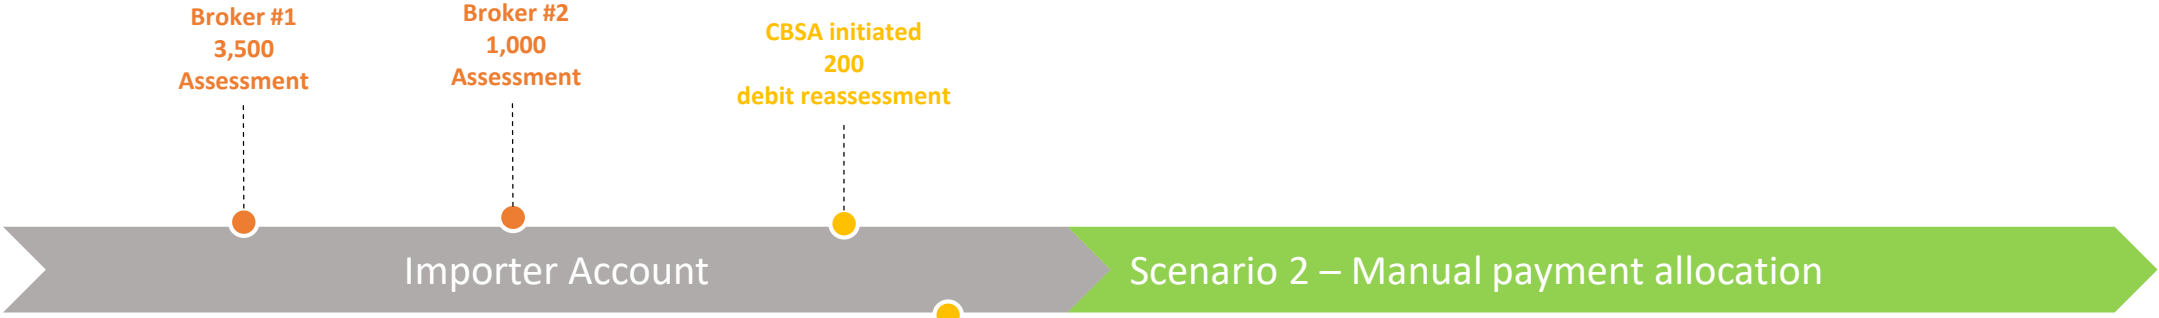 Broker #1
3,500
Assessment
Broker #2
1,000
Assessment
CBSA initiated
200
debit reassessment
Importer Account
Scenario 2 – Manual payment allocation